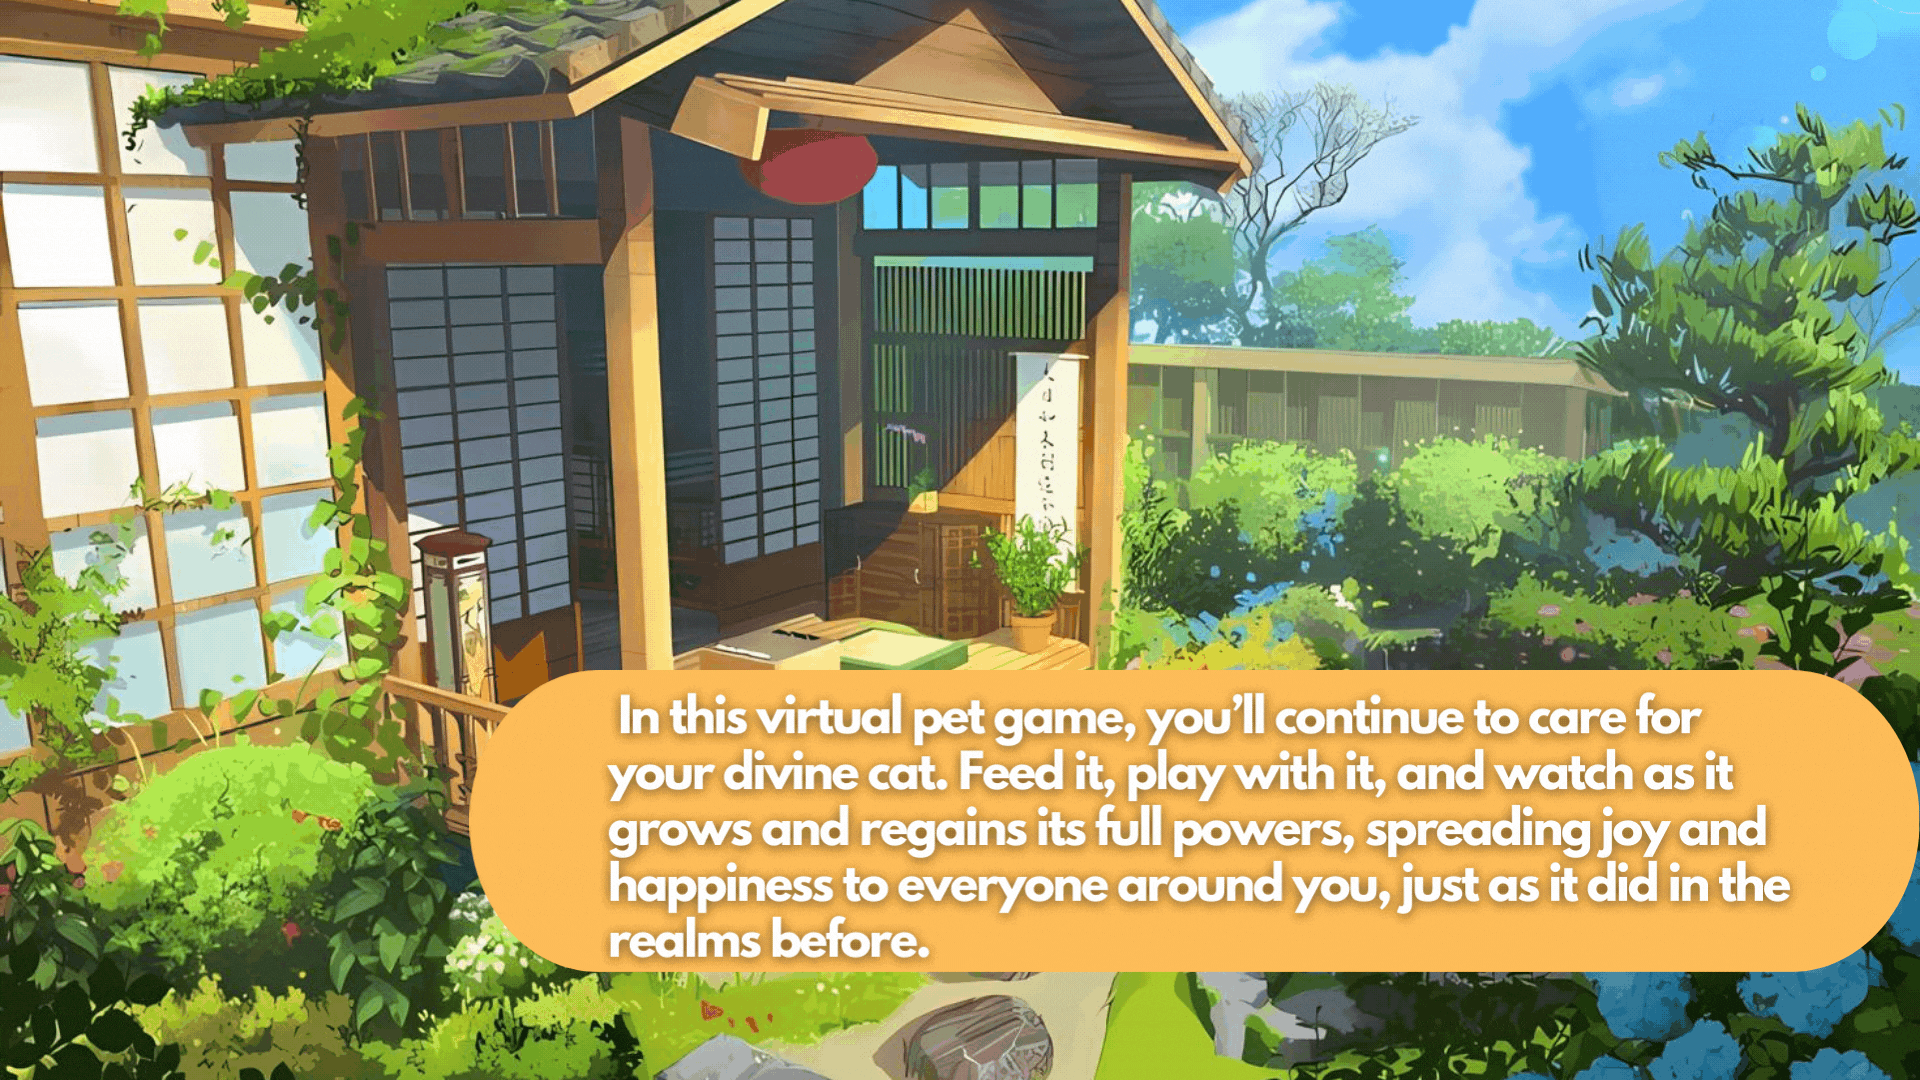 In this virtual pet game, you’ll continue to care for
your divine cat. Feed it, play with it, and watch as it
grows and regains its full powers, spreading joy and
happiness to everyone around you, just as it did in the
realms before.